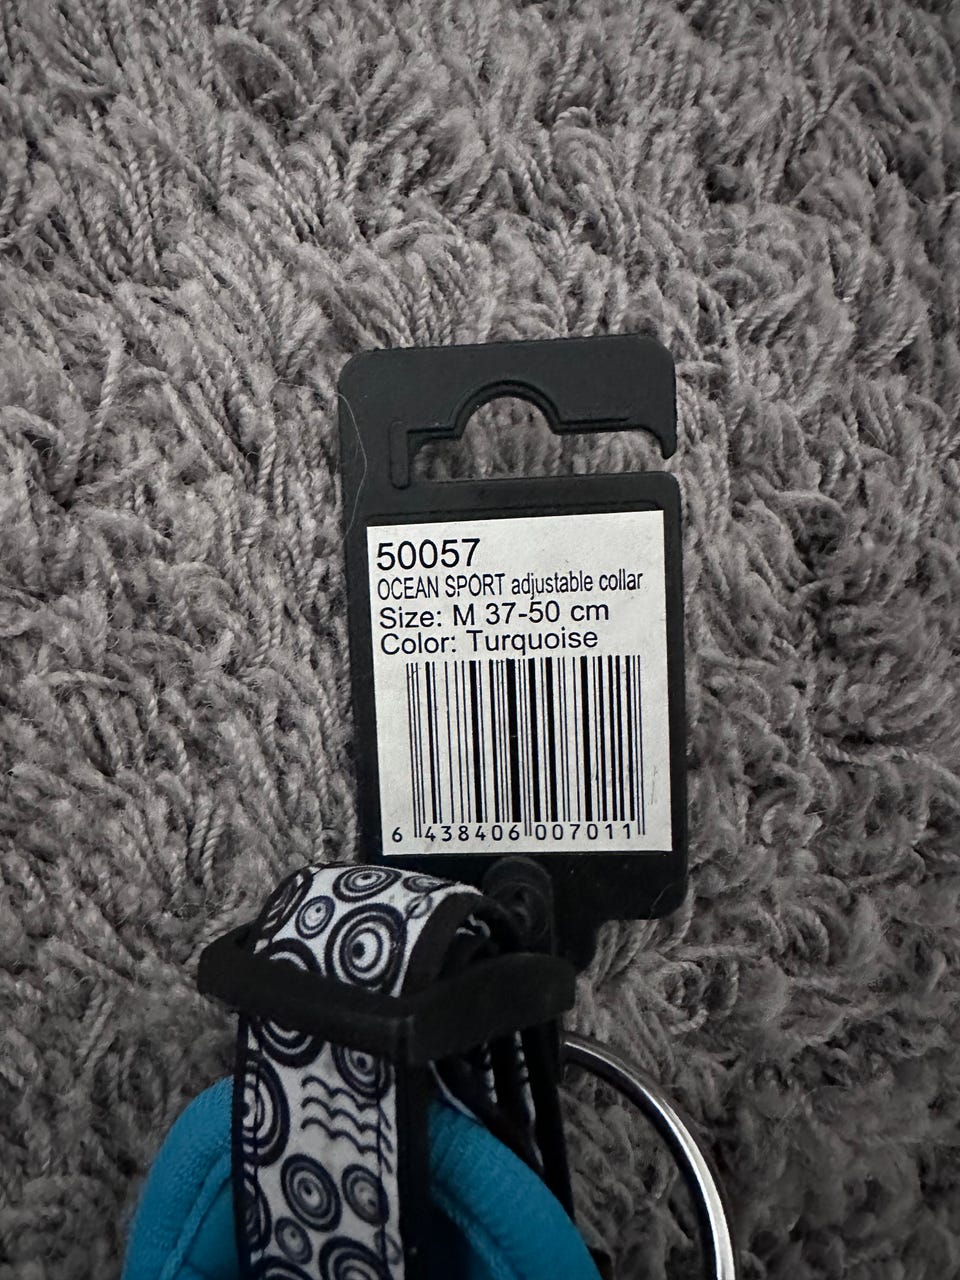 50057
OCEAN SPORT adjustable collar
Size: M 37-50 cm
Color: Turquoise
6 438406 007011